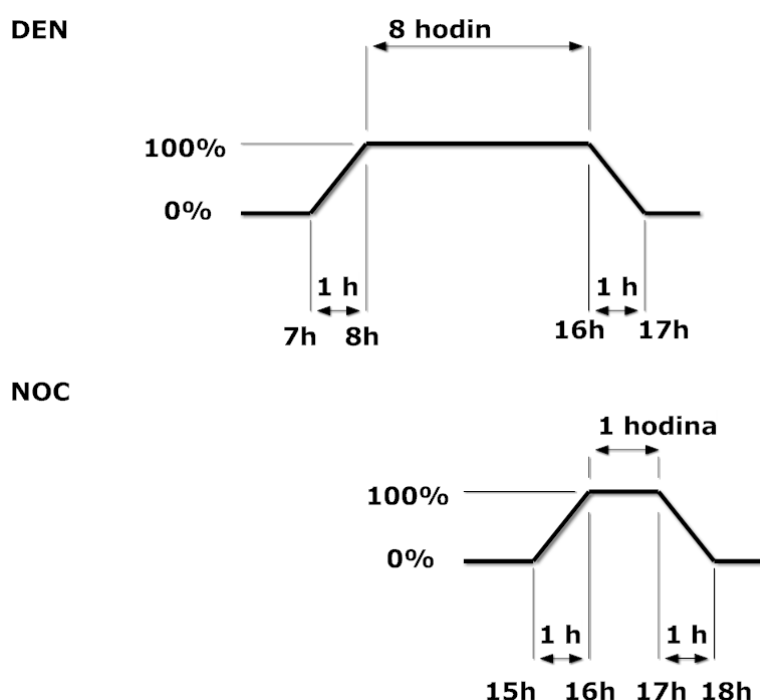 DEN
8 hodin
100%
0%
1 h 1 h
7h 8h 16h 17h
NOC
1 hodina
100%
0%
1 h 1 h
15h 16h 17h 18h